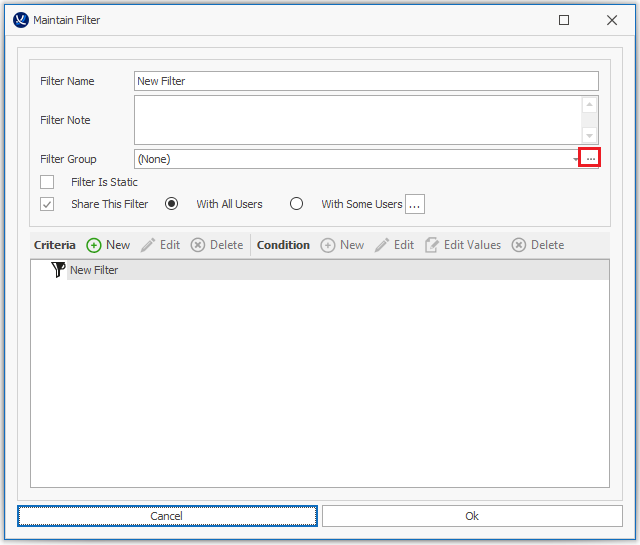 Maintain Filter
Filter Name New Filter
Filter Note
Filter Group (None) ...
Filter Is Static
Share This Filter With All Users With Some Users ...
Criteria New Edit Delete Condition New Edit Edit Values Delete
New Filter
Cancel Ok